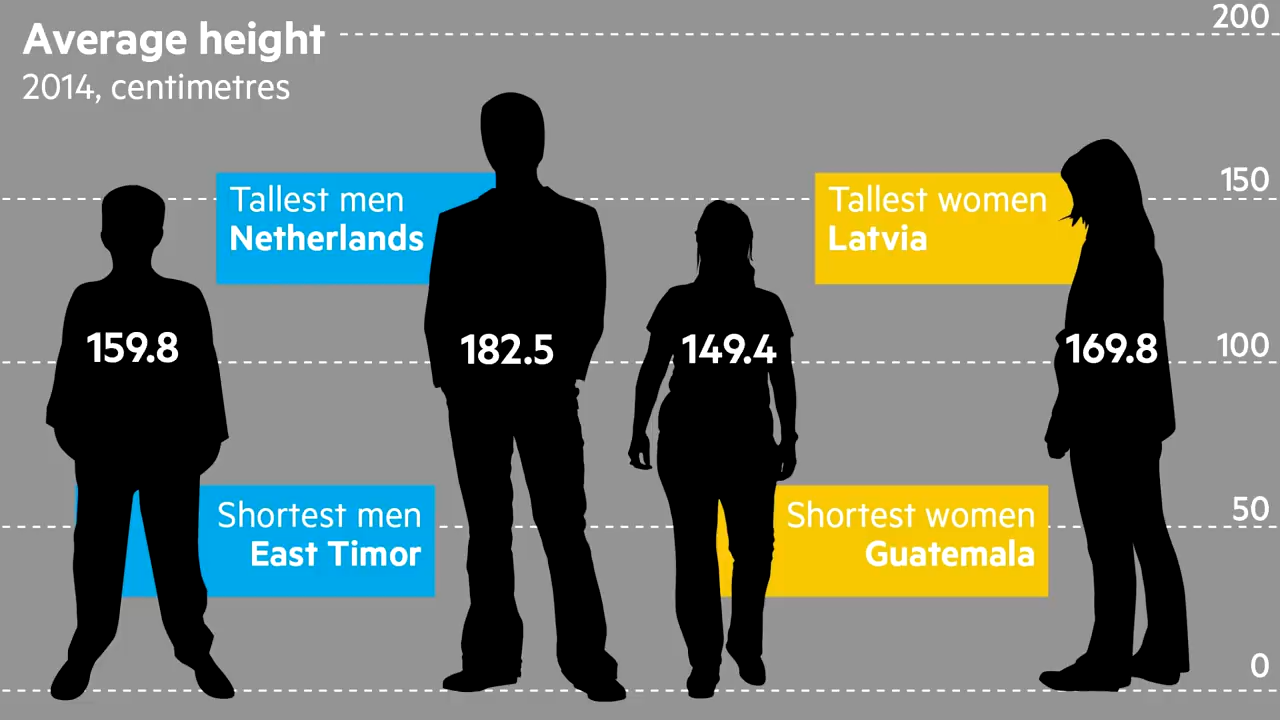 Average height
2014, centimetres
200
150
100
50
0
Tallest men
Netherlands
Tallest women
Latvia
159.8
182.5
149.4
169.8
Shortest men
East Timor
Shortest women
Guatemala